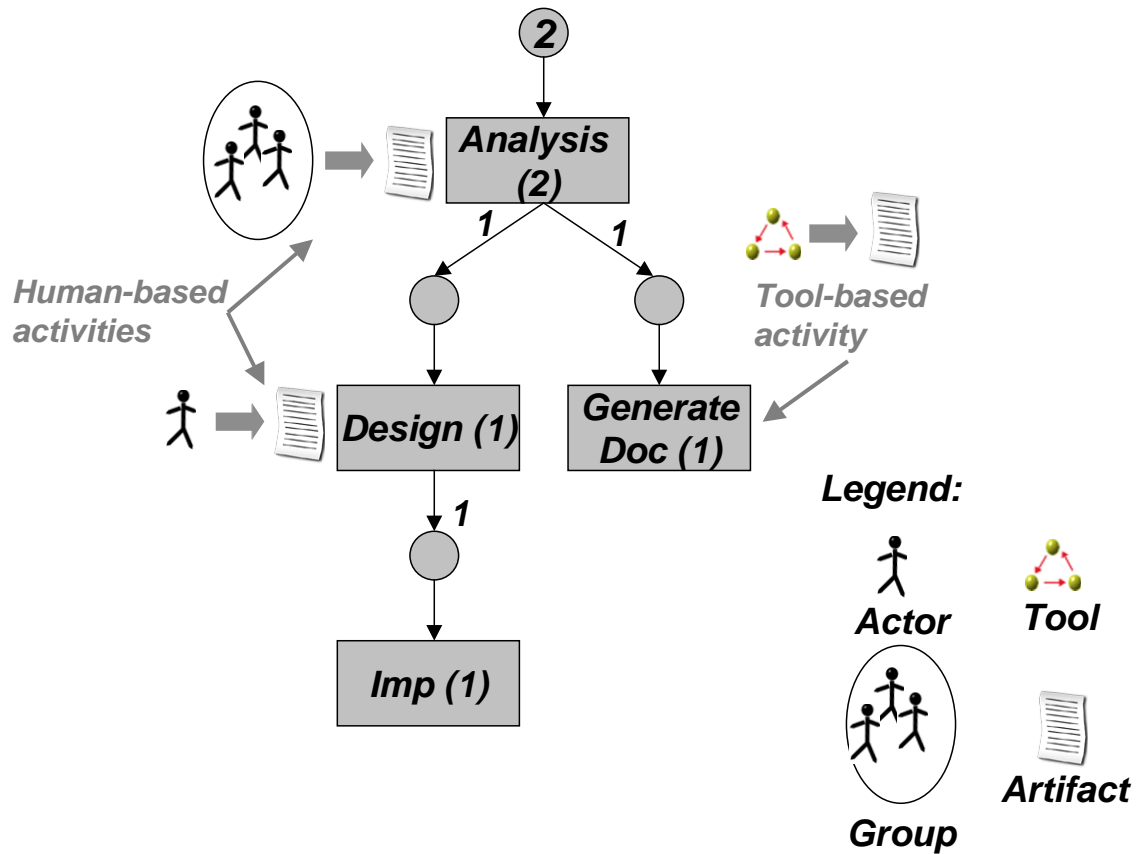 2
Analysis
(2)
1
1
Human-based
activities
Tool-based
activity
Design (1)
Generate
Doc (1)
1
Imp (1)
Legend:
Actor
Tool
Group
Artifact